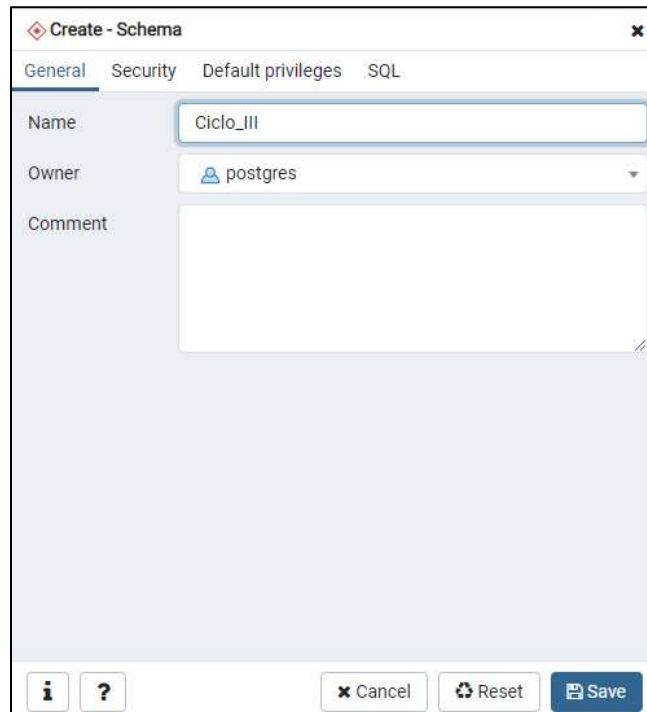 Create - Schema
General Security Default privileges SQL
Name Ciclo_III
Owner postgres
Comment
i ? Cancel Reset Save